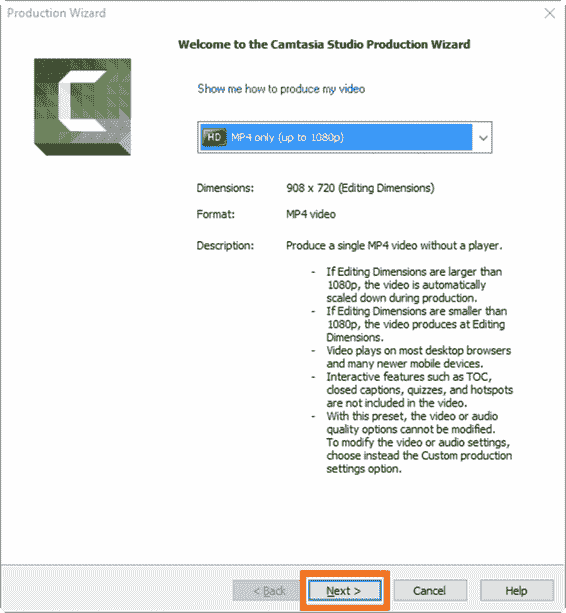 Production Wizard
Welcome to the Camtasia Studio Production Wizard
Show me how to produce my video
HD MP4 only (up to 1080p)
Dimensions: 908 x 720 (Editing Dimensions)
Format: MP4 video
Description: Produce a single MP4 video without a player.
- If Editing Dimensions are larger than
1080p, the video is automatically
scaled down during production.
- If Editing Dimensions are smaller than
1080p, the video produces at Editing
Dimensions.
- Video plays on most desktop browsers
and many newer mobile devices.
- Interactive features such as TOC,
closed captions, quizzes, and hotspots
are not included in the video.
- With this preset, the video or audio
quality options cannot be modified.
To modify the video or audio settings,
choose instead the Custom production
settings option.
< Back Next > Cancel Help